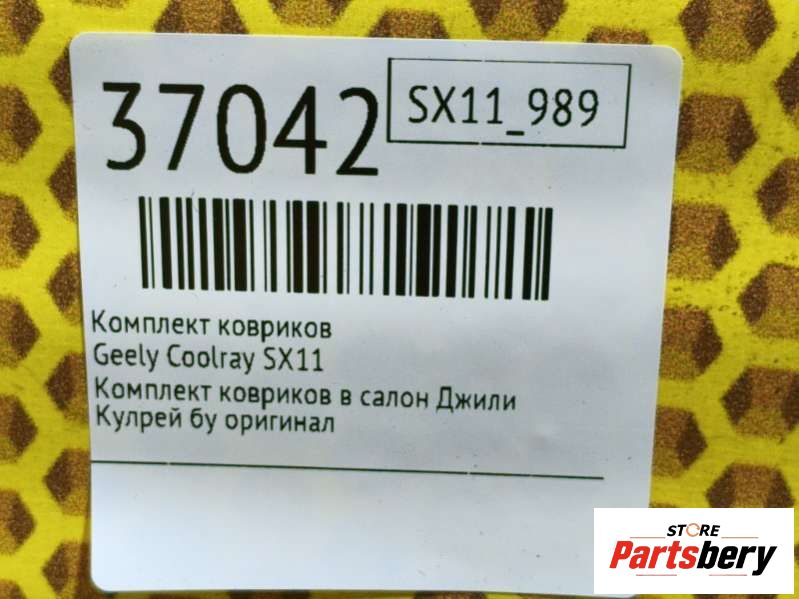 37042
SX11_989
Комплект ковриков
Geely Coolray SX11
Комплект ковриков в салон Джили
Кулрей бу оригинал
STORE
Partsbery